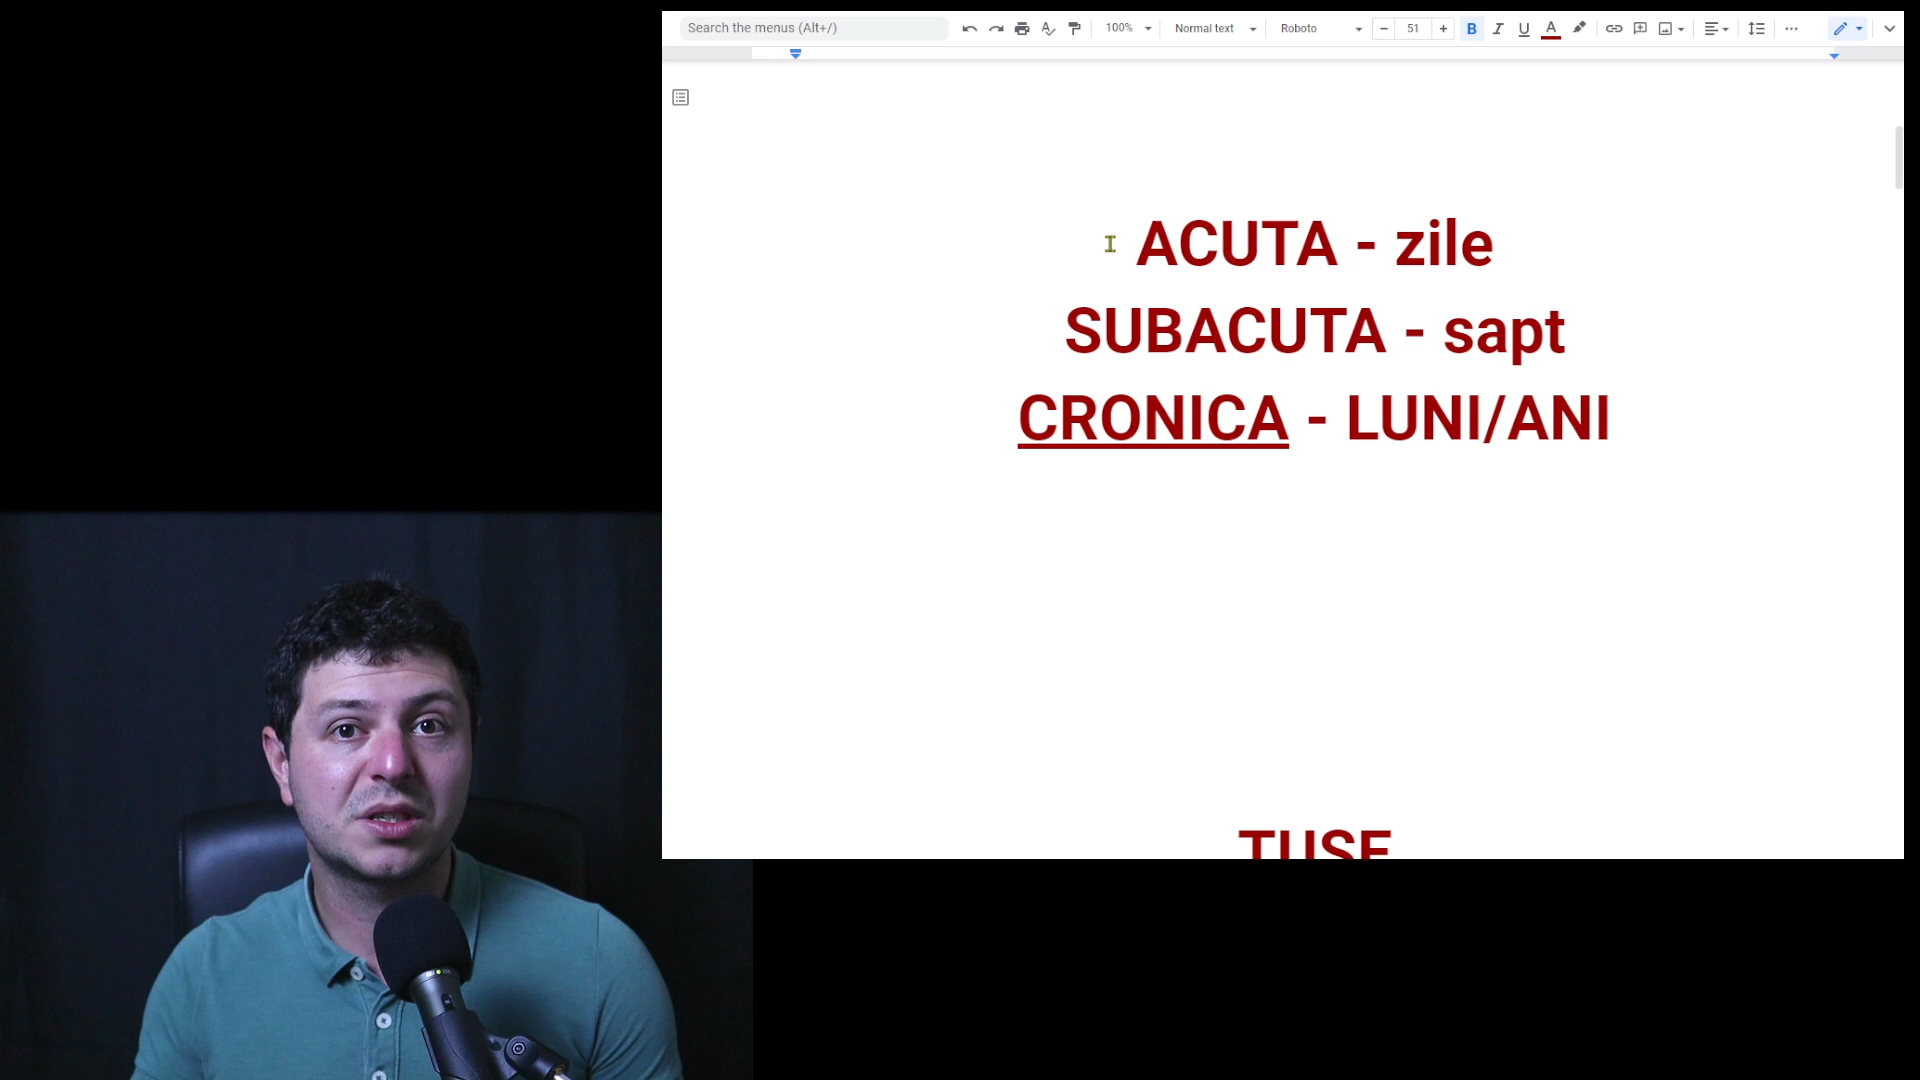 Search the menus (Alt+/) 100% Normal text Roboto 51 B I U A
ACUTA - zile
SUBACUTA - sapt
CRONICA - LUNI/ANI
TUSE